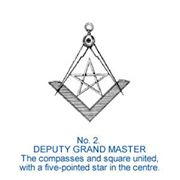 No. 2.
DEPUTY GRAND MASTER
The compasses and square united,
with a five-pointed star in the centre.